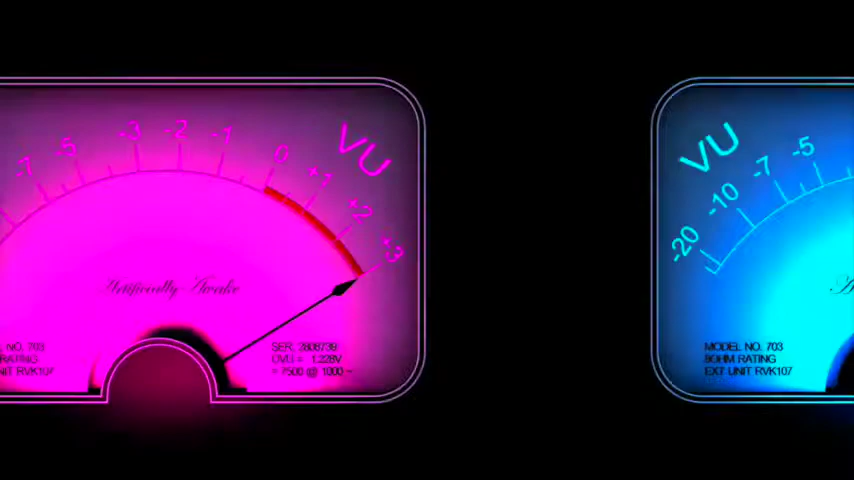 -7 -5 -3 -2 -1 0 +1 +2 +3
VU
Artificially Awake
NO. 703
RATING
UNIT RVK107
SER. 2808739
0VU = 1.228V
= 7500 @ 1000 ~
VU
-20 -10 -7 -5
MODEL NO. 703
8OHM RATING
EXT UNIT RVK107